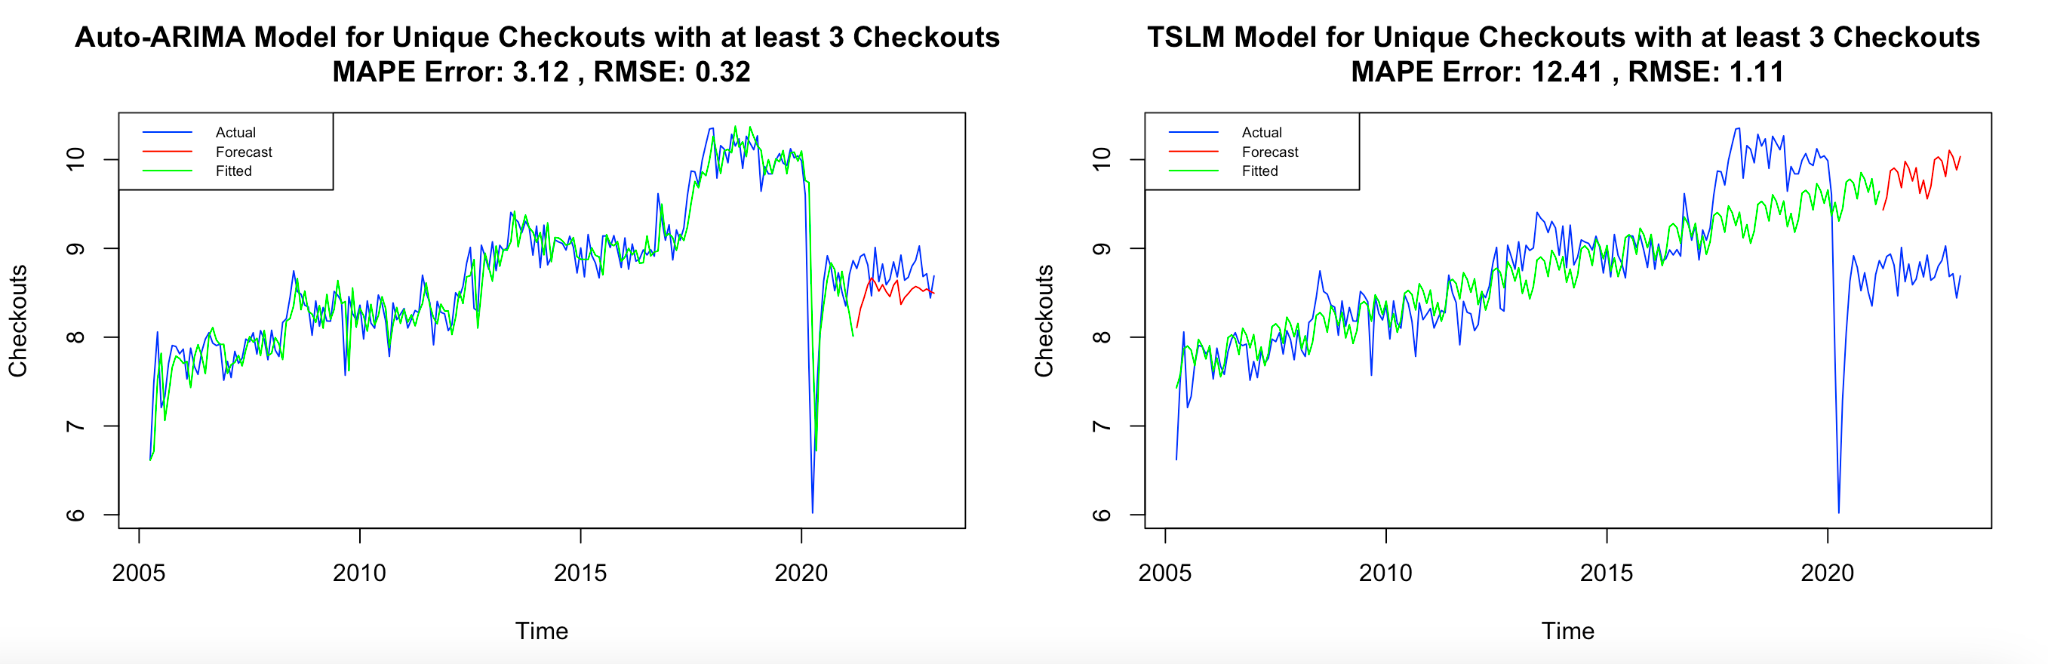 Auto-ARIMA Model for Unique Checkouts with at least 3 Checkouts
MAPE Error: 3.12 , RMSE: 0.32
Actual
Forecast
Fitted
10
9
8
7
6
Checkouts
2005
2010
2015
2020
Time
TSLM Model for Unique Checkouts with at least 3 Checkouts
MAPE Error: 12.41 , RMSE: 1.11
Actual
Forecast
Fitted
10
9
8
7
6
Checkouts
2005
2010
2015
2020
Time